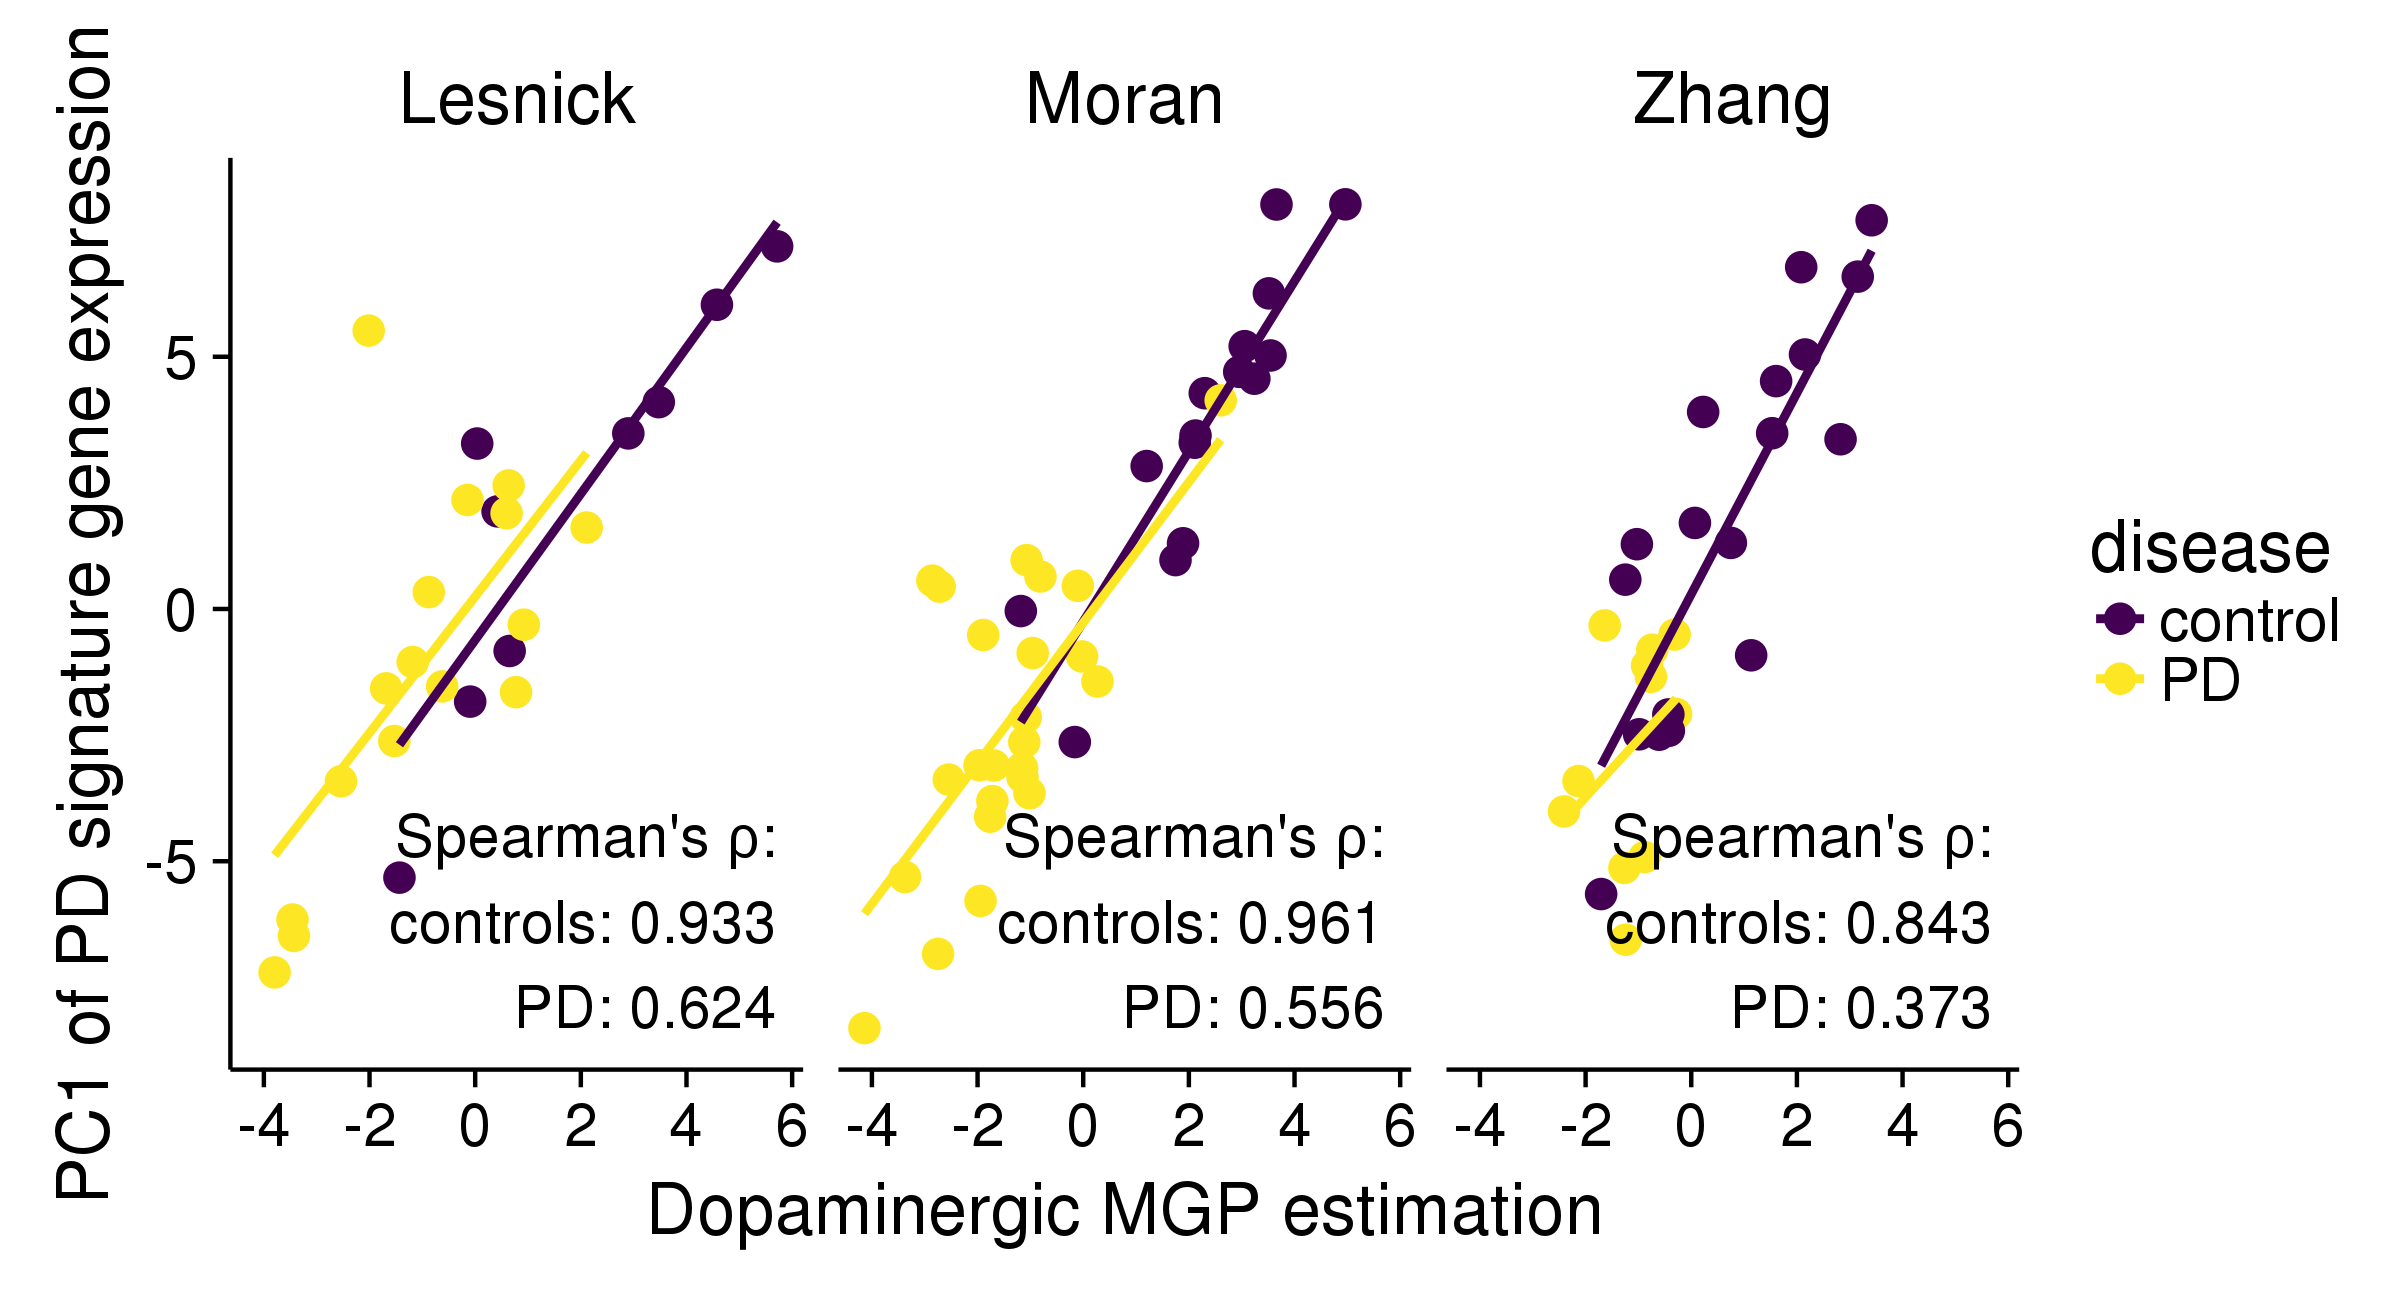 PC1 of PD signature gene expression
Lesnick
Moran
Zhang
5
0
-5
Spearman's ρ:
controls: 0.933
PD: 0.624
Spearman's ρ:
controls: 0.961
PD: 0.556
Spearman's ρ:
controls: 0.843
PD: 0.373
-4 -2 0 2 4 6
-4 -2 0 2 4 6
-4 -2 0 2 4 6
Dopaminergic MGP estimation
disease
control
PD